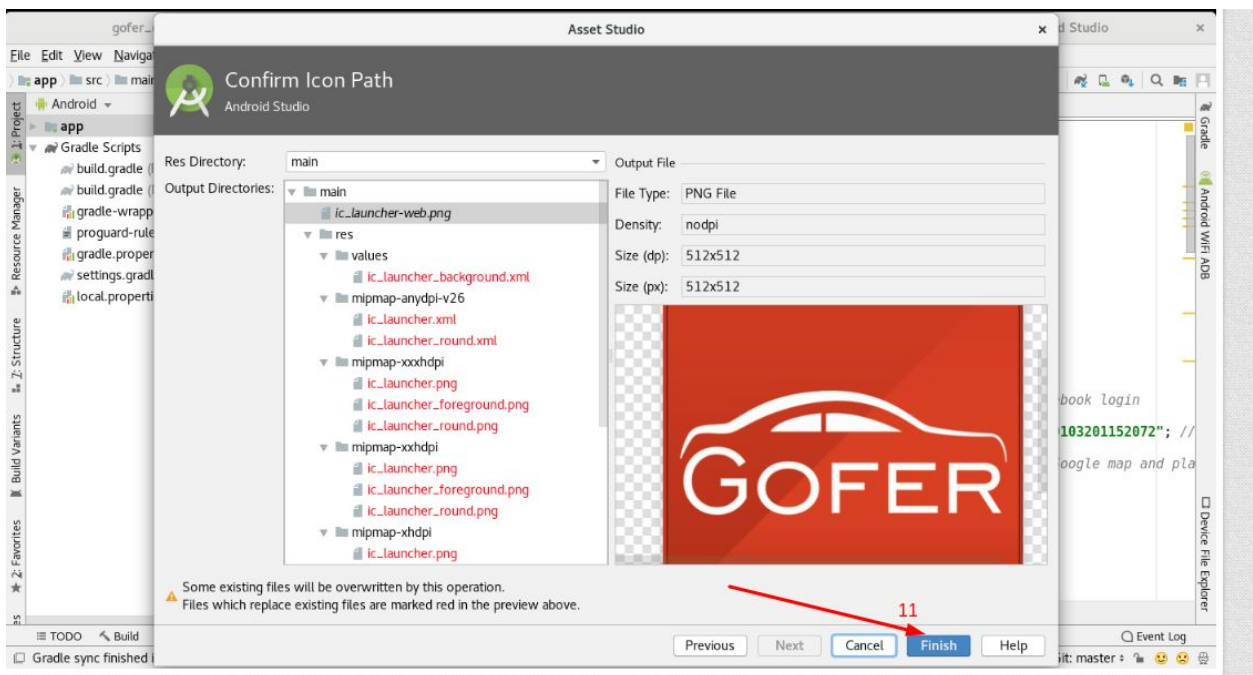 gofer_
Asset Studio
d Studio
File Edit View Naviga
app src main
Android
app
Gradle Scripts
build.gradle
build.gradle
gradle-wrapp
proguard-rule
gradle.proper
settings.gradl
local.properti
1: Project
Resource Manager
7: Structure
Build Variants
2: Favorites
Confirm Icon Path
Android Studio
Res Directory: main
Output Directories:
main
ic_launcher-web.png
res
values
ic_launcher_background.xml
mipmap-anydpi-v26
ic_launcher.xml
ic_launcher_round.xml
mipmap-xxxhdpi
ic_launcher.png
ic_launcher_foreground.png
ic_launcher_round.png
mipmap-xxhdpi
ic_launcher.png
ic_launcher_foreground.png
ic_launcher_round.png
mipmap-xhdpi
ic_launcher.png
Output File
File Type: PNG File
Density: nodpi
Size (dp): 512x512
Size (px): 512x512
GOFER
Some existing files will be overwritten by this operation.
Files which replace existing files are marked red in the preview above.
11
Previous Next Cancel Finish Help
book login
103201152072"; //
oogle map and pla
Gradle
Android WiFi ADB
Device File Explorer
TODO Build
Event Log
Gradle sync finished
Git: master